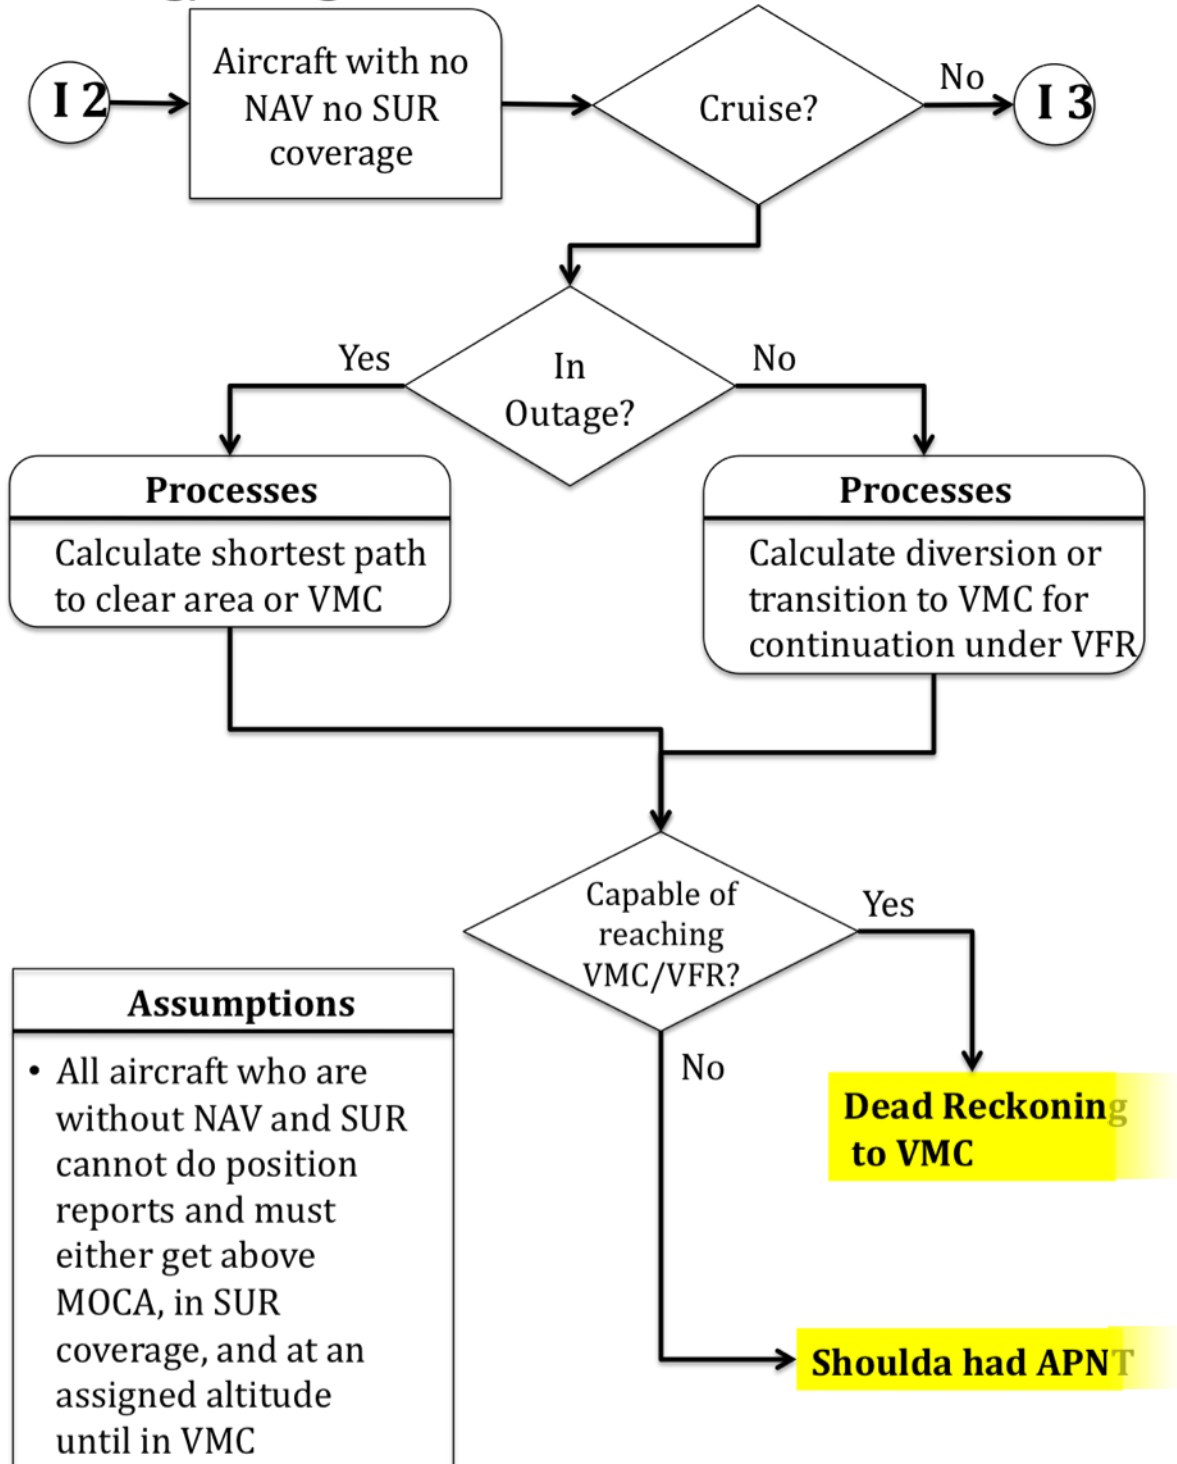 I 2
Aircraft with no
NAV no SUR
coverage
Cruise?
No
I 3
In
Outage?
Yes
No
Processes
Calculate shortest path
to clear area or VMC
Processes
Calculate diversion or
transition to VMC for
continuation under VFR
Capable of
reaching
VMC/VFR?
Yes
No
Dead Reckoning
to VMC
Shoulda had APNT
Assumptions
• All aircraft who are
without NAV and SUR
cannot do position
reports and must
either get above
MOCA, in SUR
coverage, and at an
assigned altitude
until in VMC